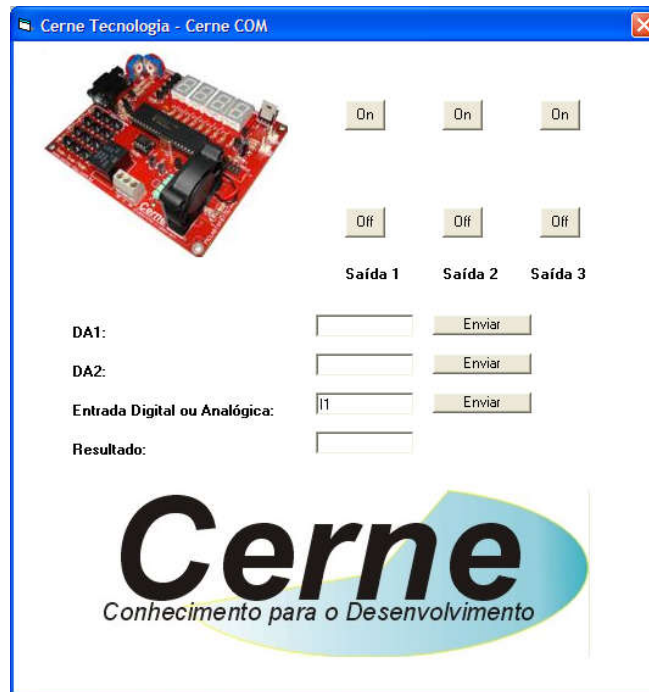 Cerne Tecnologia - Cerne COM
On On On
Off Off Off
Saída 1 Saída 2 Saída 3
DA1: Enviar
DA2: Enviar
Entrada Digital ou Analógica: I1 Enviar
Resultado:
Cerne
Conhecimento para o Desenvolvimento